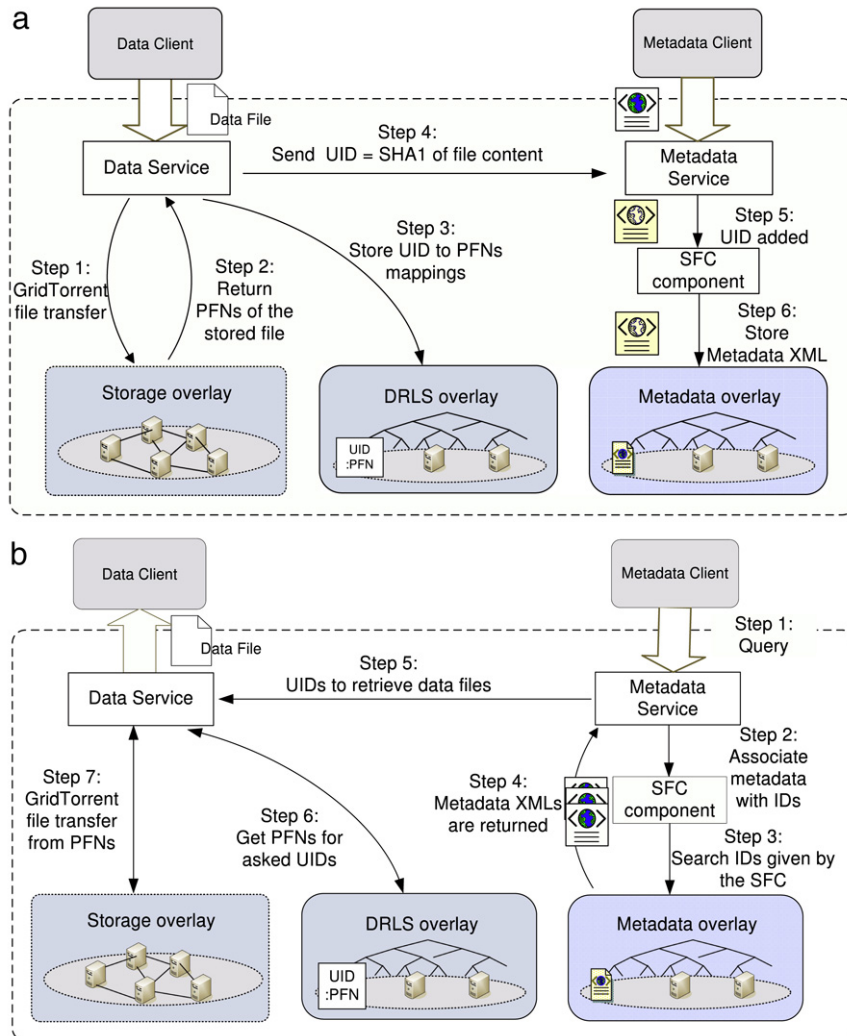 a
Data Client
Metadata Client
Data File
Data Service
Step 4:
Send UID = SHA1 of file content
Metadada
Service
Step 1:
GridTorrent
file transfer
Step 2:
Return
PFNs of the
stored file
Step 3:
Store UID to PFNs
mappings
Step 5:
UID added
SFC
component
Step 6:
Store
Metadada XML
Storage overlay
DRLS overlay
UID
:PFN
Metadata overlay
b
Data Client
Metadata Client
Data File
Step 1:
Query
Data Service
Step 5:
UIDs to retrieve data files
Metadada
Service
Step 2:
Associate
metadada
with IDs
Step 7:
GridTorrent
file transfer
from PFNs
Step 6:
Get PFNs for
asked UIDs
Step 4:
Metadada XMLs
are returned
SFC
component
Step 3:
Search IDs given by
the SFC
Storage overlay
DRLS overlay
UID
:PFN
Metadata overlay